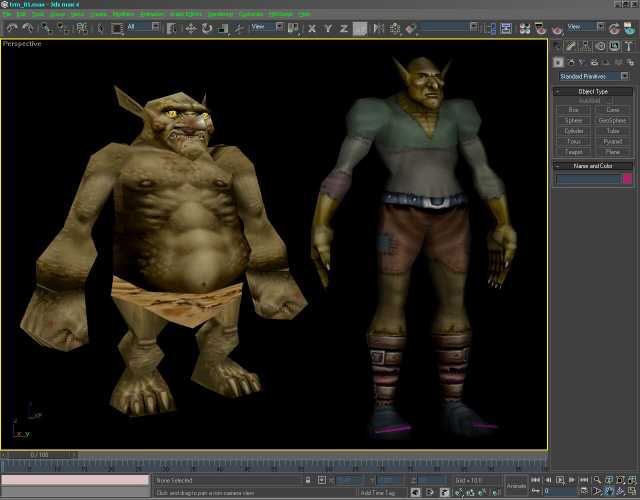 - 3ds max 4
File Edit Tools Group Views Create Modifiers Animation Graph Editors Rendering Customize MAXScript Help
All View X Y Z View
Perspective
Standard Primitives
Object Type
AutoGrid
Box Cone
Sphere GeoSphere
Cylinder Tube
Torus Pyramid
Teapot Plane
Name and Color
0 / 100
None Selected X: Y: Z: Grid = 10.0
Animate
Click and drag to pan a non-camera view Add Time Tag 0